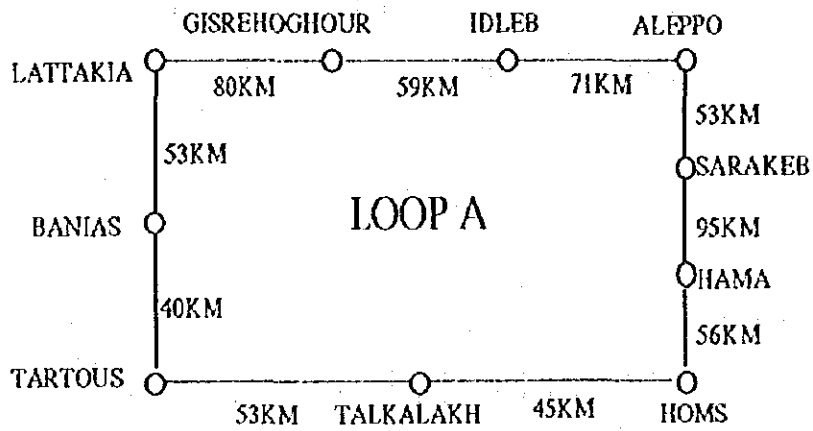 GISREHOGHOUR IDLEB ALEPPO
LATTAKIA
80KM 59KM 71KM
53KM
53KM
SARAKEB
LOOP A
BANIAS
95KM
HAMA
40KM
56KM
TARTOUS
53KM TALKALAKH 45KM HOMS